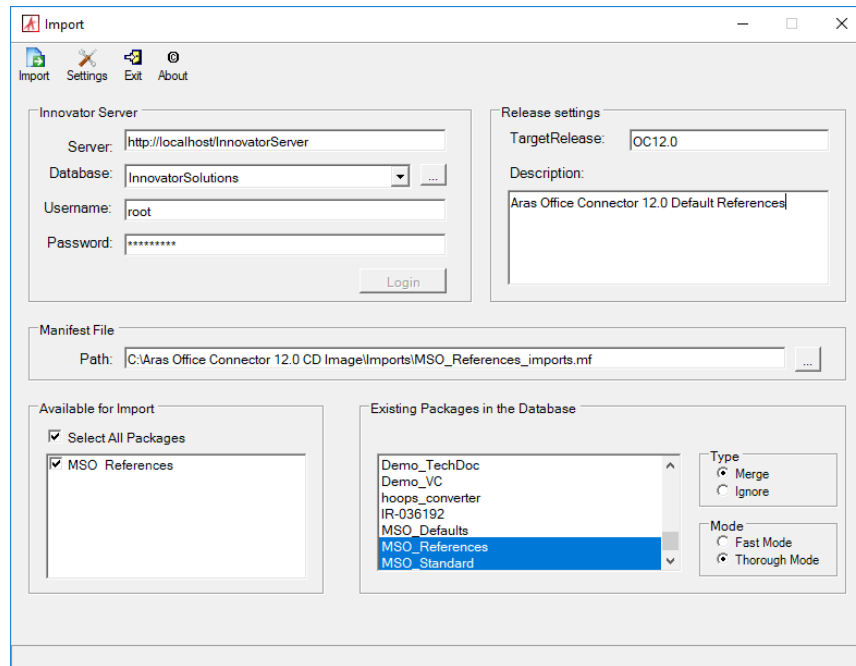 Import
Import Settings Exit About
Innovator Server
Server: http://localhost/InnovatorServer
Database: InnovatorSolutions ...
Username: root
Password: *********
Login
Release settings
TargetRelease: OC12.0
Description:
Aras Office Connector 12.0 Default References
Manifest File
Path: C:\Aras Office Connector 12.0 CD Image\Imports\MSO_References_imports.mf ...
Available for Import
Select All Packages
MSO_References
Existing Packages in the Database
Demo_TechDoc
Demo_VC
hoops_converter
IR-036192
MSO_Defaults
MSO_References
MSO_Standard
Type
Merge
Ignore
Mode
Fast Mode
Thorough Mode